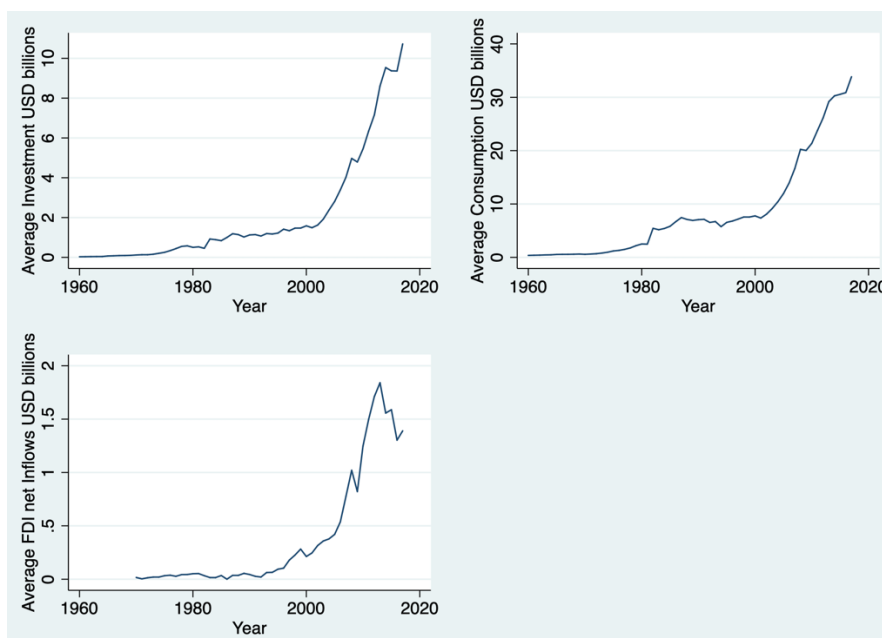 Average Investment USD billions
0 2 4 6 8 10
1960 1980 2000 2020
Year
Average Consumption USD billions
0 10 20 30 40
1960 1980 2000 202
Year
Average FDI net Inflows USD billions
0 .5 1 1.5 2
1960 1980 2000 2020
Year